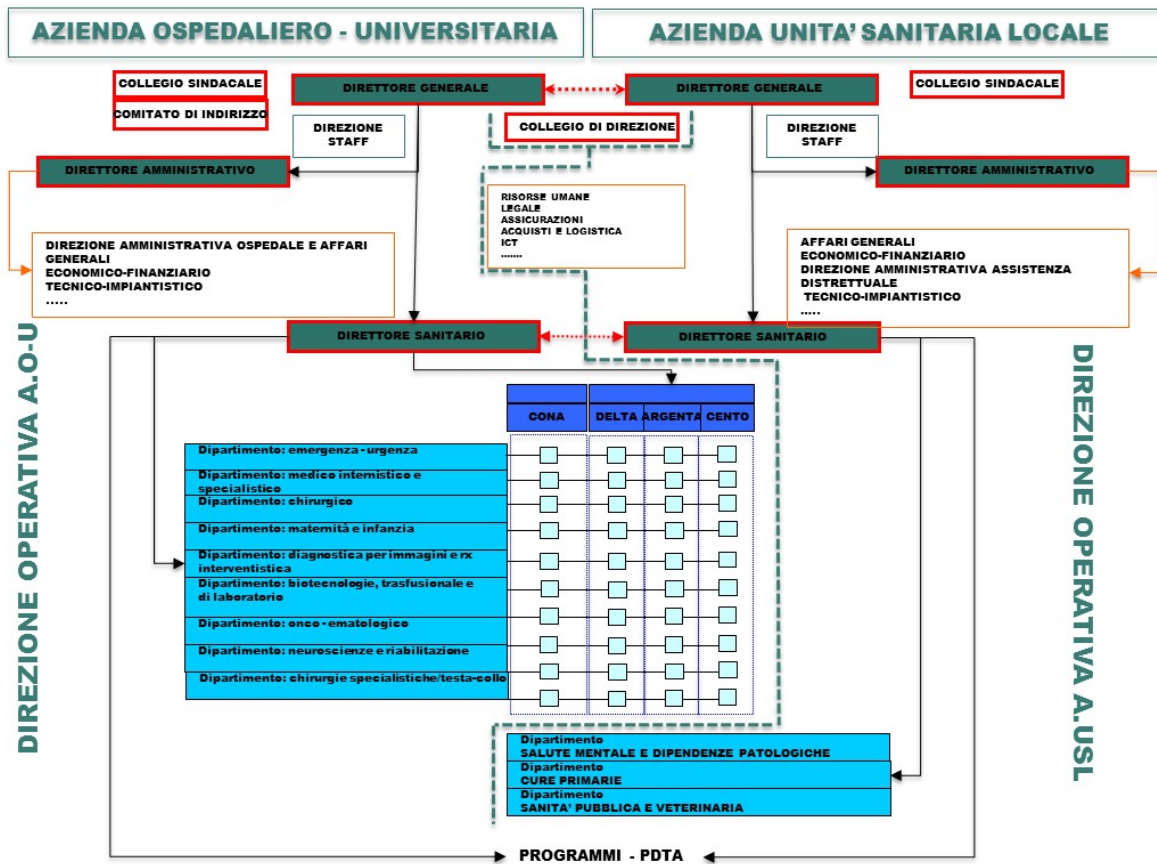 AZIENDA OSPEDALIERO - UNIVERSITARIA
AZIENDA UNITA' SANITARIA LOCALE
COLLEGIO SINDACALE
COMITATO DI INDIRIZZO
DIRETTORE GENERALE
DIRETTORE GENERALE
COLLEGIO SINDACALE
COLLEGIO DI DIREZIONE
DIREZIONE
STAFF
DIREZIONE
STAFF
DIRETTORE AMMINISTRATIVO
DIRETTORE AMMINISTRATIVO
RISORSE UMANE
LEGALE
ASSICURAZIONI
ACQUISTI E LOGISTICA
ICT
.......
DIREZIONE AMMINISTRATIVA OSPEDALE E AFFARI
GENERALI
ECONOMICO-FINANZIARIO
TECNICO-IMPIANTISTICO
.....
AFFARI GENERALI
ECONOMICO-FINANZIARIO
DIREZIONE AMMINISTRATIVA ASSISTENZA
DISTRETTUALE
TECNICO-IMPIANTISTICO
.....
DIRETTORE SANITARIO
DIRETTORE SANITARIO
DIREZIONE OPERATIVA A.O-U
DIREZIONE OPERATIVA A.USL
CONA
DELTA
ARGENTA
CENTO
Dipartimento: emergenza - urgenza
Dipartimento: medico internistico e
specialistico
Dipartimento: chirurgico
Dipartimento: maternità e infanzia
Dipartimento: diagnostica per immagini e rx
interventistica
Dipartimento: biotecnologie, trasfusionale e
di laboratorio
Dipartimento: onco - ematologico
Dipartimento: neuroscienze e riabilitazione
Dipartimento: chirurgie specialistiche/testa-collo
Dipartimento
SALUTE MENTALE E DIPENDENZE PATOLOGICHE
Dipartimento
CURE PRIMARIE
Dipartimento
SANITA' PUBBLICA E VETERINARIA
PROGRAMMI - PDTA